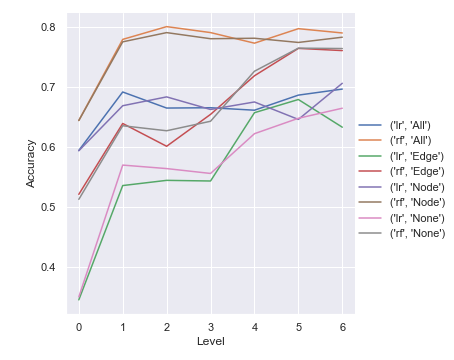 0.8
0.7
0.6
0.5
0.4
Accuracy
0 1 2 3 4 5 6
Level
('lr', 'All')
('rf', 'All')
('lr', 'Edge')
('rf', 'Edge')
('lr', 'Node')
('rf', 'Node')
('lr', 'None')
('rf', 'None')